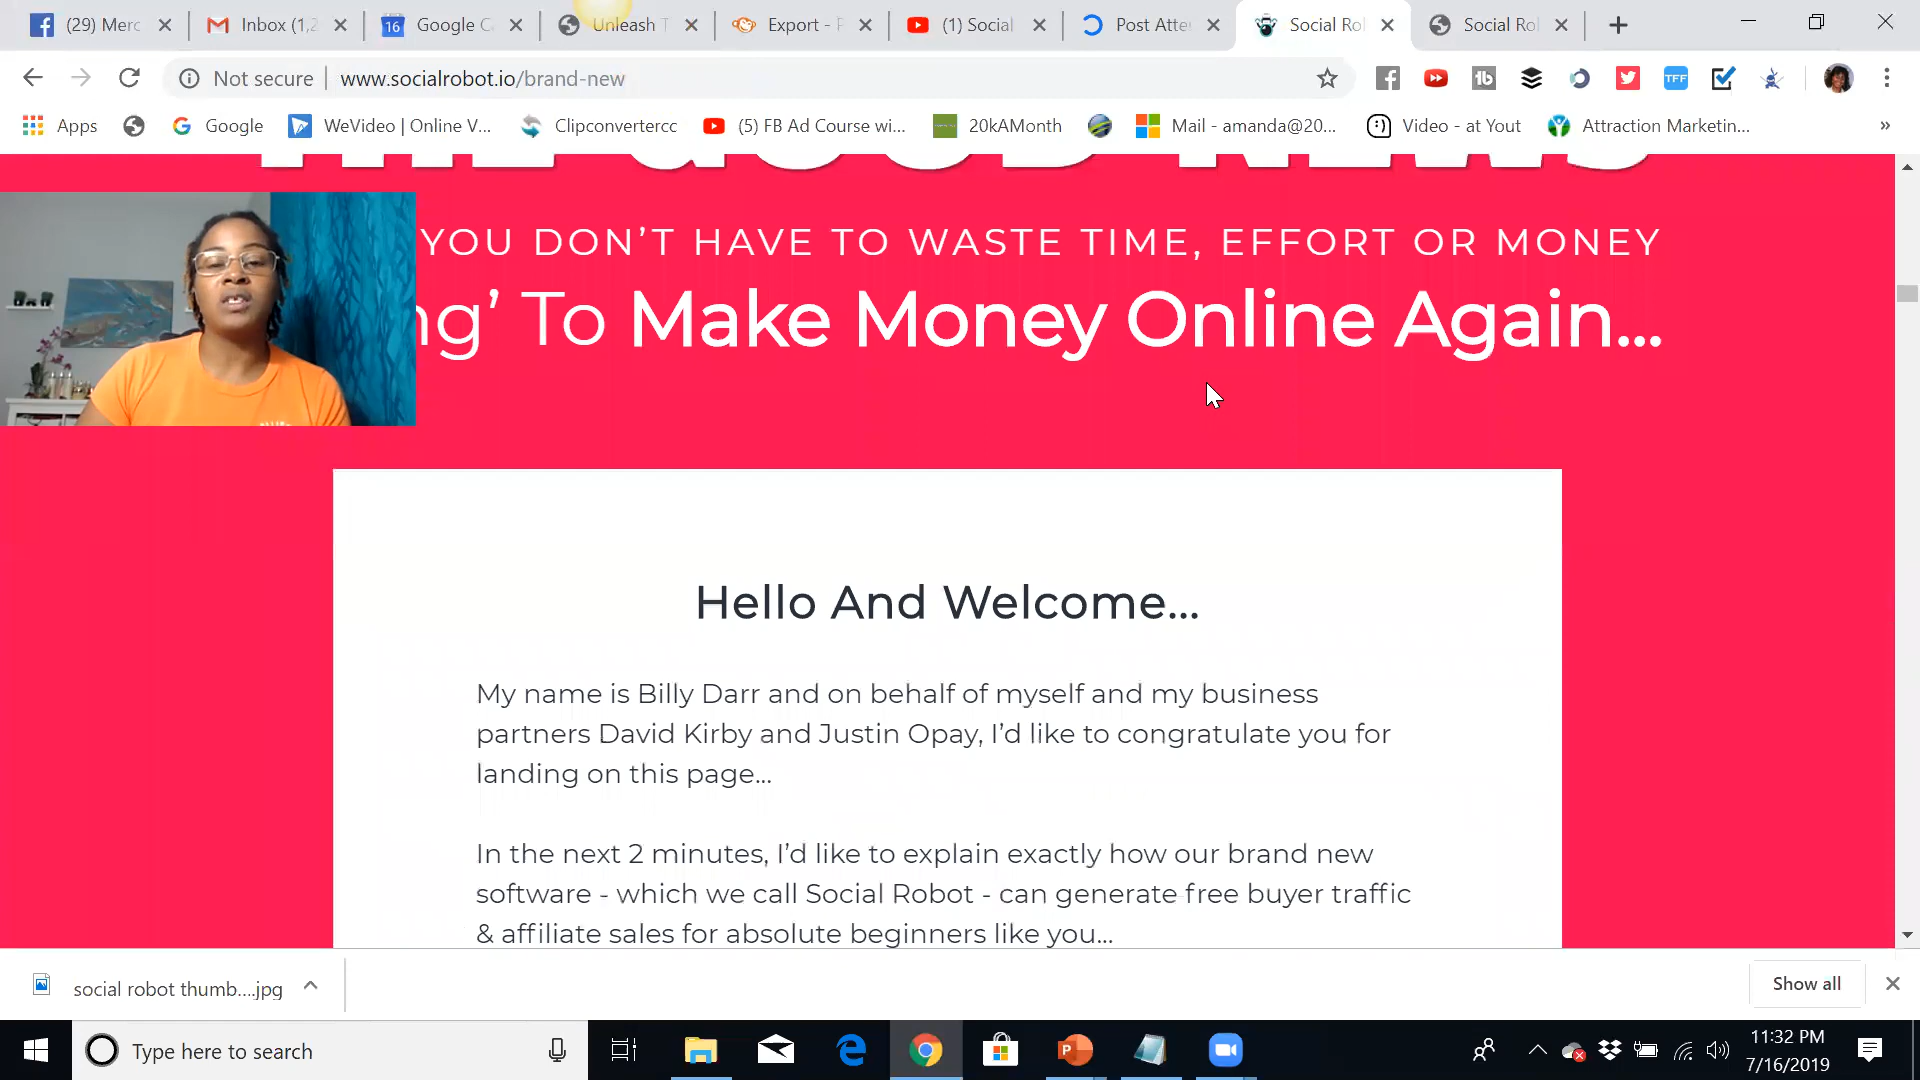 (29) Merc
Inbox (1,2
Google C
Unleash T
Export - P
(1) Social
Post Atte
Social Ro
Social Ro
Not secure
www.socialrobot.io/brand-new
Apps
Google
WeVideo | Online V...
Clipconvertercc
(5) FB Ad Course wi...
20kAMonth
Mail - amanda@20...
Video - at Yout
Attraction Marketin...
THE GOOD NEWS
YOU DON'T HAVE TO WASTE TIME, EFFORT OR MONEY
ng' To Make Money Online Again...
Hello And Welcome...
My name is Billy Darr and on behalf of myself and my business
partners David Kirby and Justin Opay, I'd like to congratulate you for
landing on this page...
In the next 2 minutes, I'd like to explain exactly how our brand new
software - which we call Social Robot - can generate free buyer traffic
& affiliate sales for absolute beginners like you...
social robot thumb....jpg
Show all
Type here to search
11:32 PM
7/16/2019